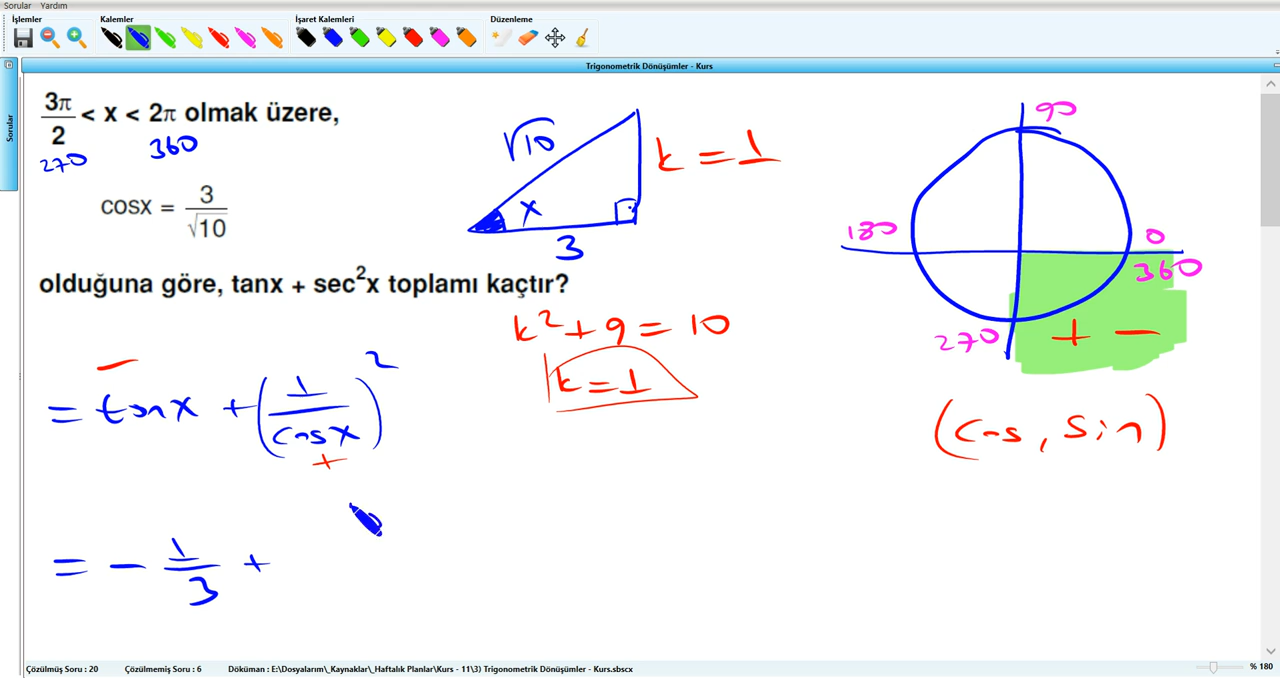 Sorular Yardım
İşlemler Kalemler İşaret Kalemleri Düzenleme
Trigonometrik Dönüşümler - Kurs
Sorular
3π/2 < x < 2π olmak üzere,
270 360
cosx = 3/√10
olduğuna göre, tanx + sec²x toplamı kaçtır?
= tanx + (1/cosx)²
−
+
= − 1/3 +
√10
x
3
k = 1
k² + 9 = 10
k = 1
90
180
0
360
270
+ −
(cos, sin)
Çözülmüş Soru : 20 Çözülmemiş Soru : 6 Döküman : E:\Dosyalarım\_Kaynaklar\_Haftalık Planlar\Kurs - 11\3) Trigonometrik Dönüşümler - Kurs.sbscx % 180